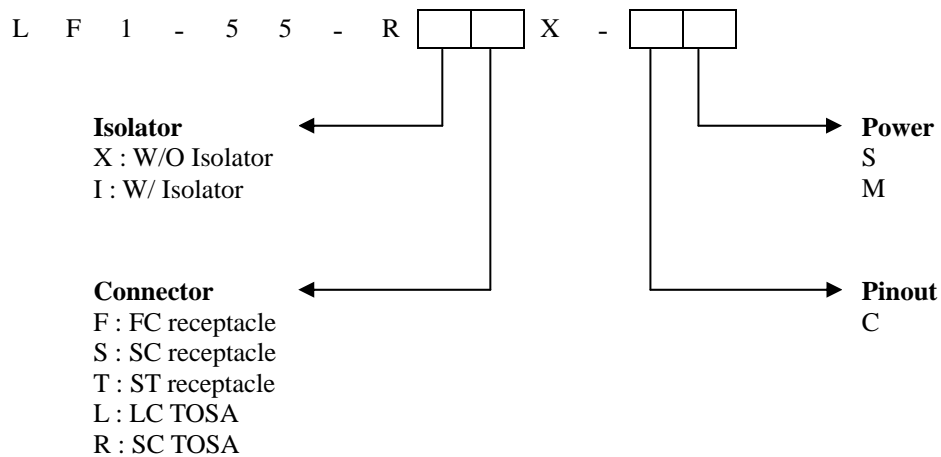 L F 1 - 5 5 - R X -
Isolator
X : W/O Isolator
I : W/ Isolator
Power
S
M
Connector
F : FC receptacle
S : SC receptacle
T : ST receptacle
L : LC TOSA
R : SC TOSA
Pinout
C